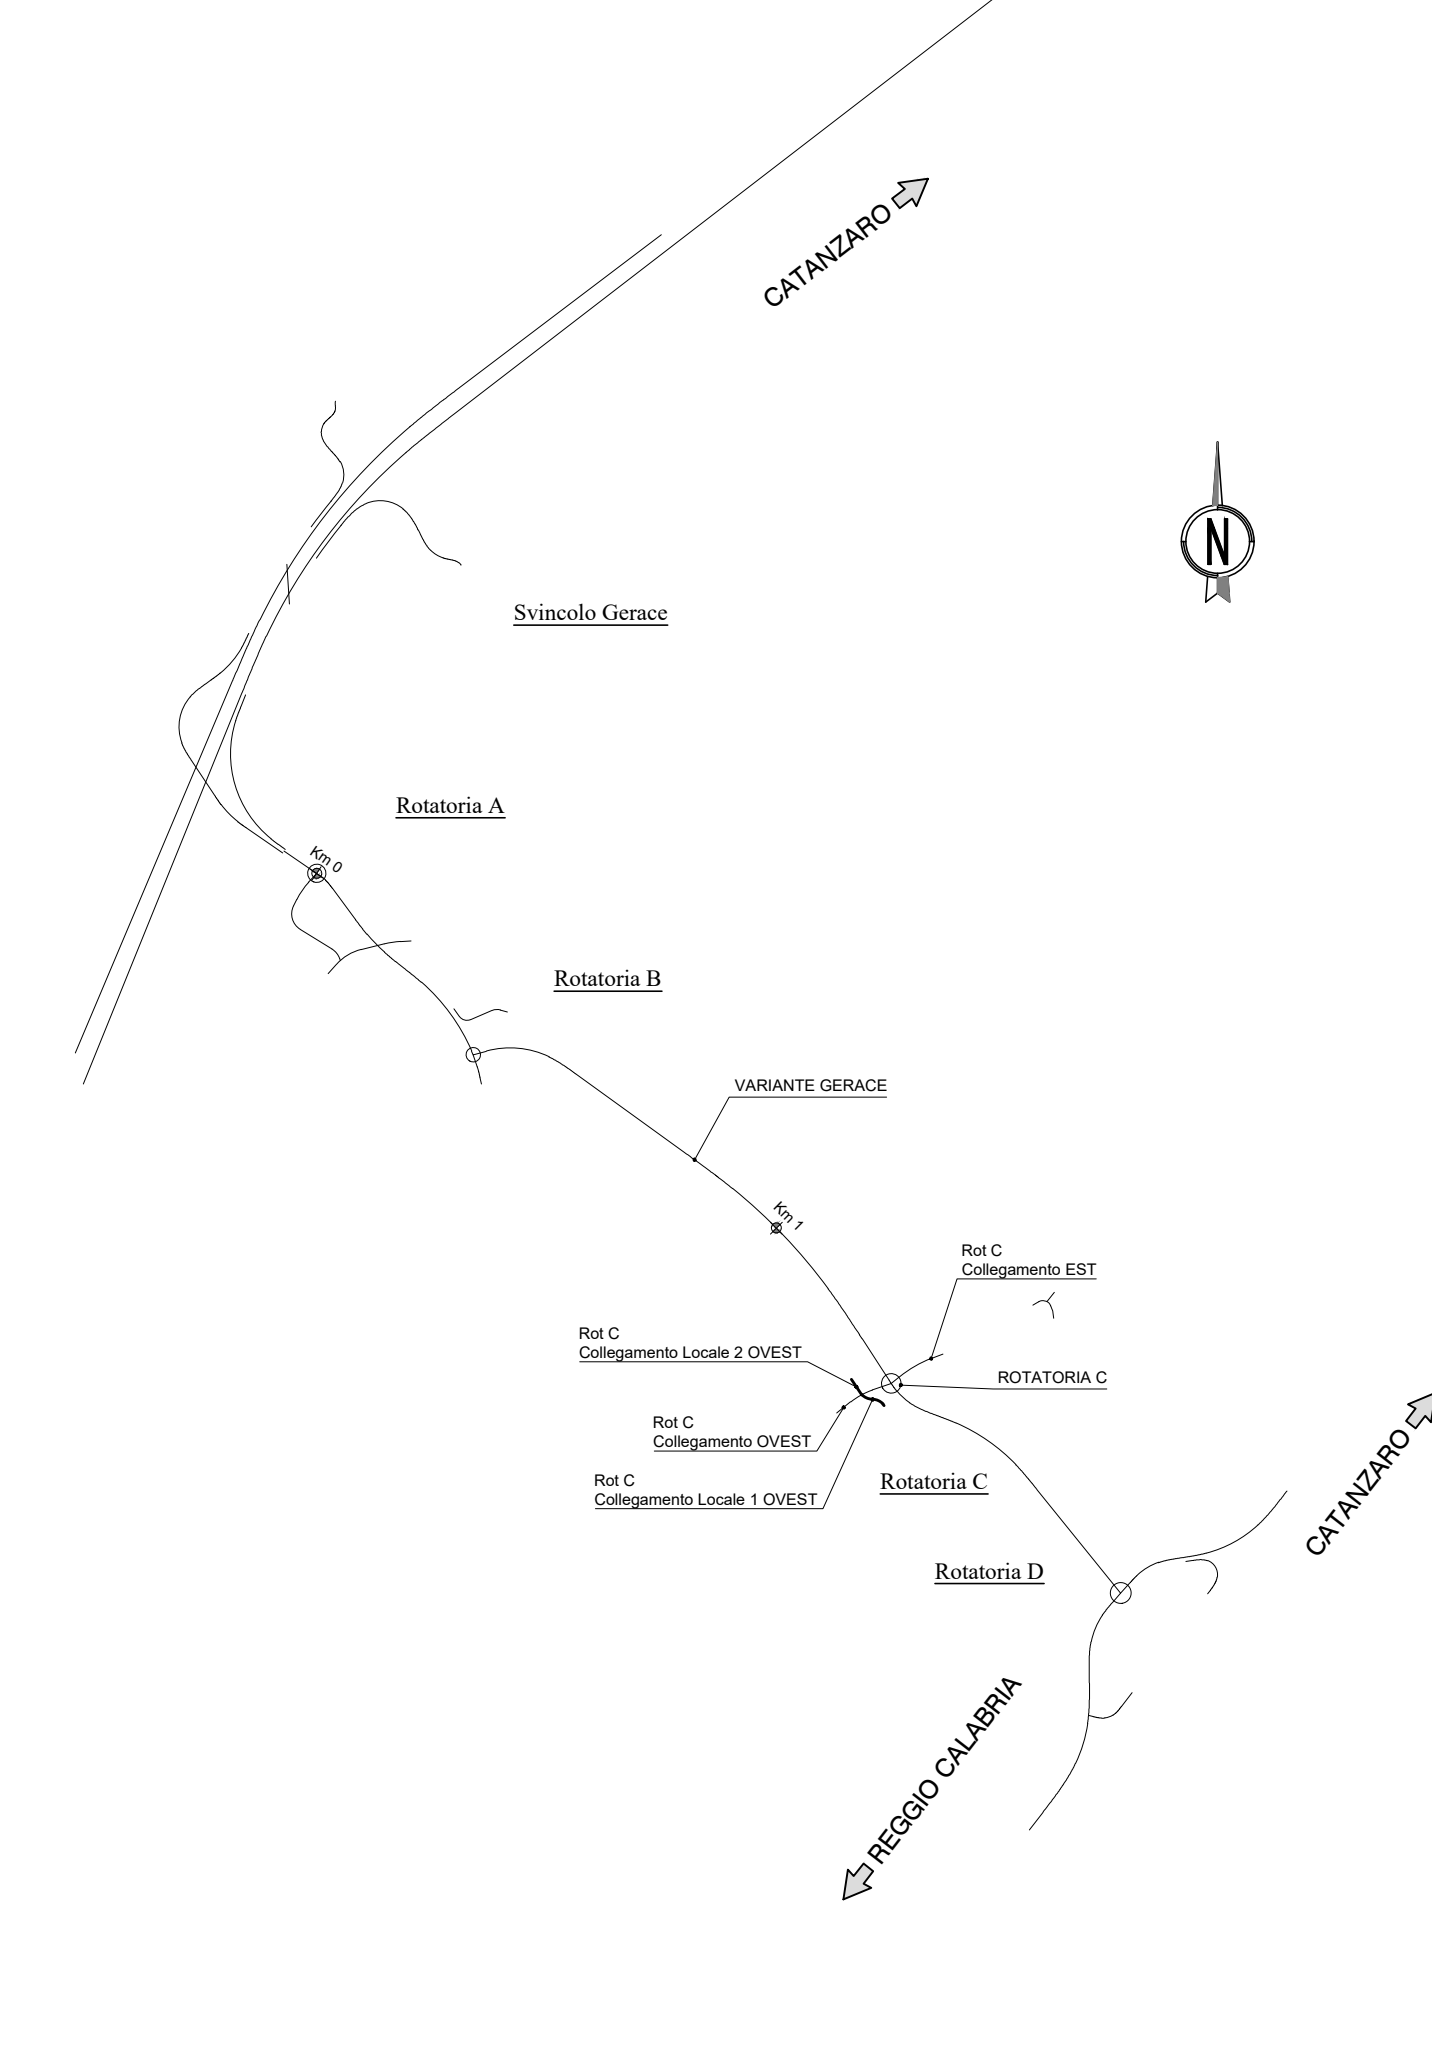 CATANZARO
N
Svincolo Gerace
Rotatoria A
Km 0
Rotatoria B
VARIANTE GERACE
Km 1
Rot C
Collegamento EST
Rot C
Collegamento Locale 2 OVEST
ROTATORIA C
Rot C
Collegamento OVEST
Rot C
Collegamento Locale 1 OVEST
Rotatoria C
CATANZARO
Rotatoria D
REGGIO CALABRIA